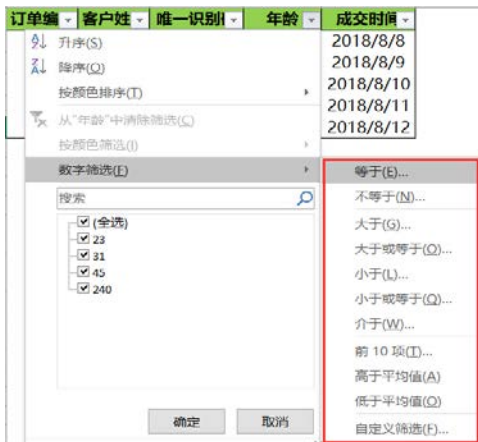 订单编 客户姓 唯一识别 年龄 成交时间
升序(S)
降序(O)
按颜色排序(T)
从"年龄"中清除筛选(C)
按颜色筛选(I)
数字筛选(F)
搜索
(全选)
23
31
45
240
确定 取消
2018/8/8
2018/8/9
2018/8/10
2018/8/11
2018/8/12
等于(E)...
不等于(N)...
大于(G)...
大于或等于(O)...
小于(L)...
小于或等于(Q)...
介于(W)...
前 10 项(T)...
高于平均值(A)
低于平均值(O)
自定义筛选(F)...